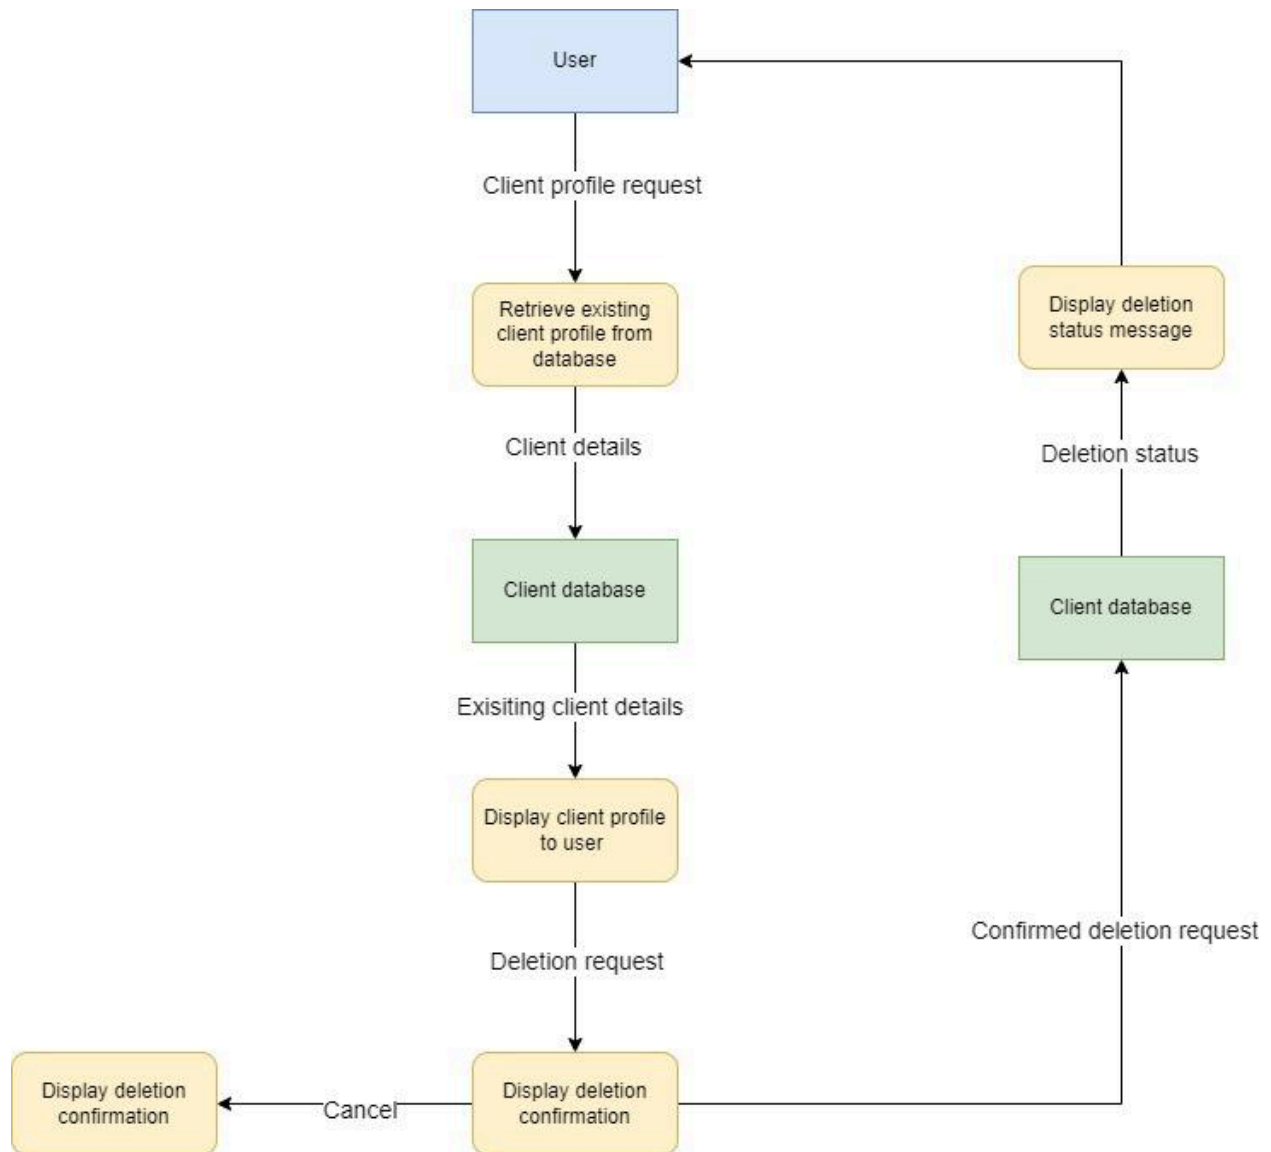 User
Client profile request
Retrieve existing
client profile from
database
Client details
Client database
Exisiting client details
Display client profile
to user
Deletion request
Display deletion
confirmation
Cancel
Display deletion
confirmation
Confirmed deletion request
Client database
Deletion status
Display deletion
status message